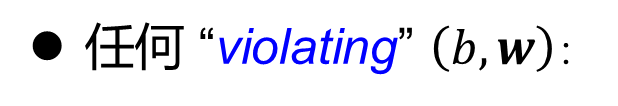 ● 任何 “violating” (b, w):